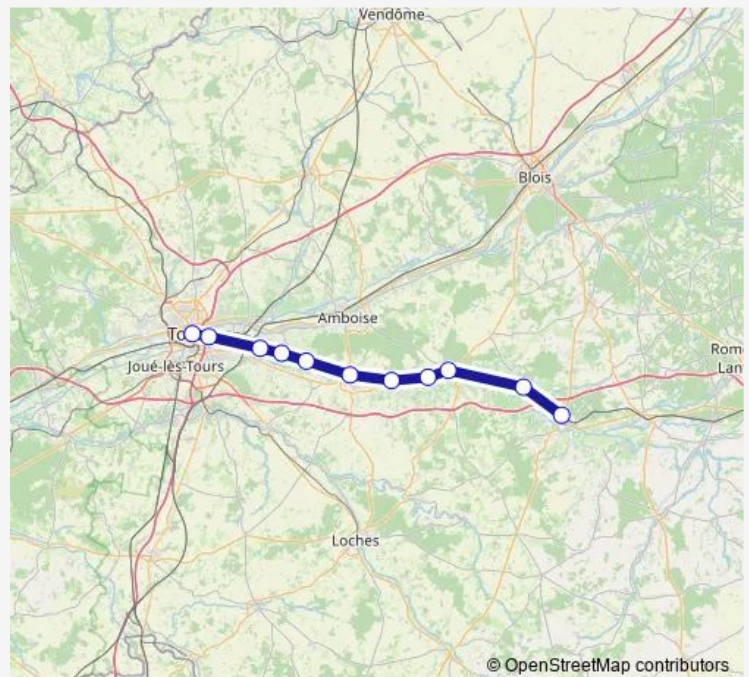 Vendôme
Blois
Amboise
To
Joué-lès-Tours
Rom
Lan
Loches
© OpenStreetMap contributors